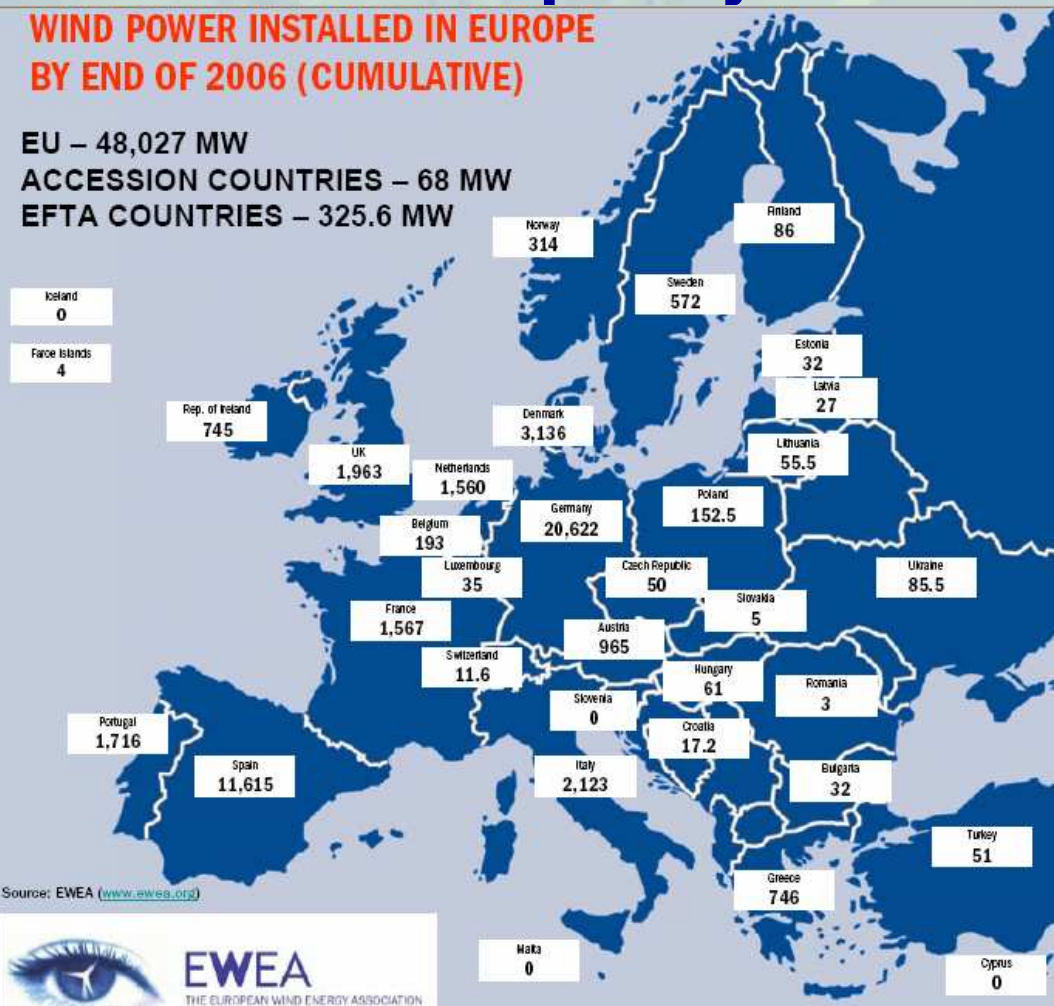 WIND POWER INSTALLED IN EUROPE
BY END OF 2006 (CUMULATIVE)
EU – 48,027 MW
ACCESSION COUNTRIES – 68 MW
EFTA COUNTRIES – 325.6 MW
Norway
314
Finland
86
Sweden
572
Iceland
0
Faroe Islands
4
Estonia
32
Latvia
27
Rep. of Ireland
745
Denmark
3,136
Lithuania
55.5
UK
1,963
Netherlands
1,560
Germany
20,622
Poland
152.5
Belgium
193
Luxembourg
35
Czech Republic
50
Ukraine
85.5
Slovakia
5
France
1,567
Austria
965
Switzerland
11.6
Hungary
61
Romania
3
Slovenia
0
Portugal
1,716
Croatia
17.2
Spain
11,615
Italy
2,123
Bulgaria
32
Turkey
51
Greece
746
Source: EWEA (www.ewea.org)
Malta
0
Cyprus
0
EWEA
THE EUROPEAN WIND ENERGY ASSOCIATION